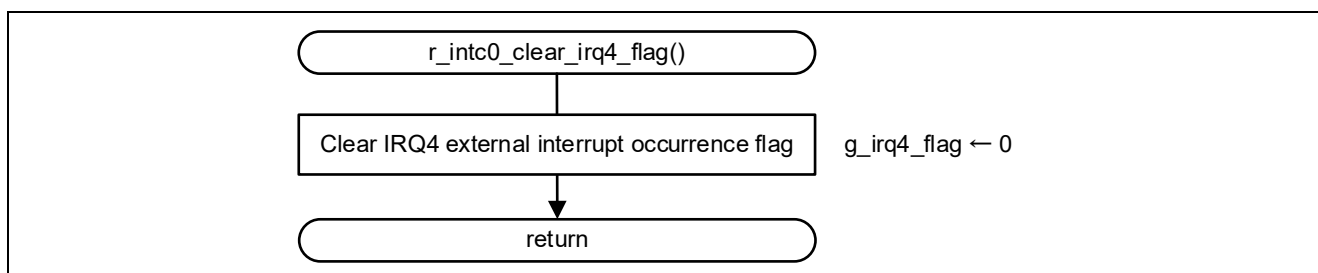 r_intc0_clear_irq4_flag()
Clear IRQ4 external interrupt occurrence flag g_irq4_flag ← 0
return